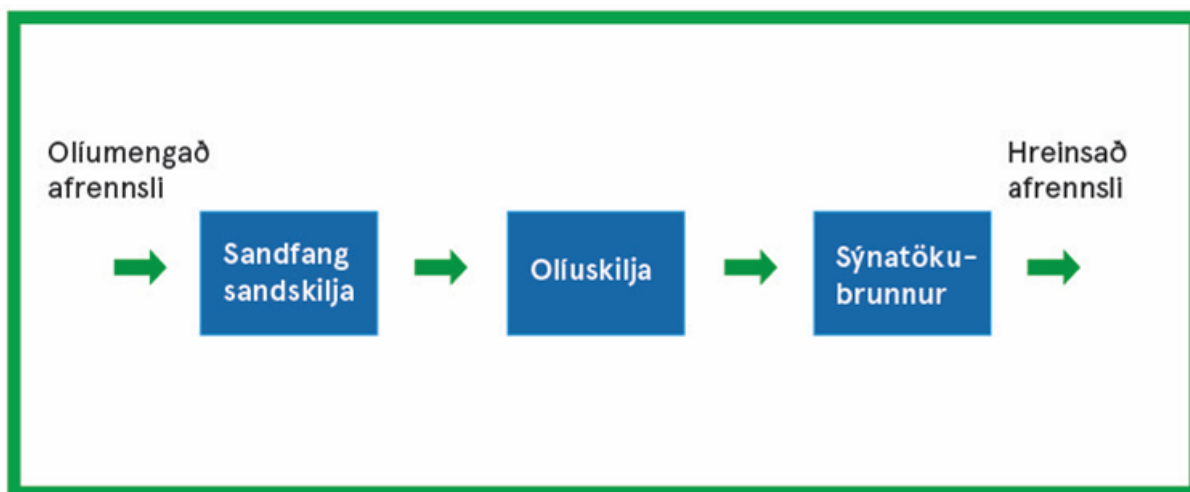 Olíumengað
afrennsli
Sandfang
sandskilja
Olíuskilja
Sýnatöku-
brunnur
Hreinsað
afrennsli